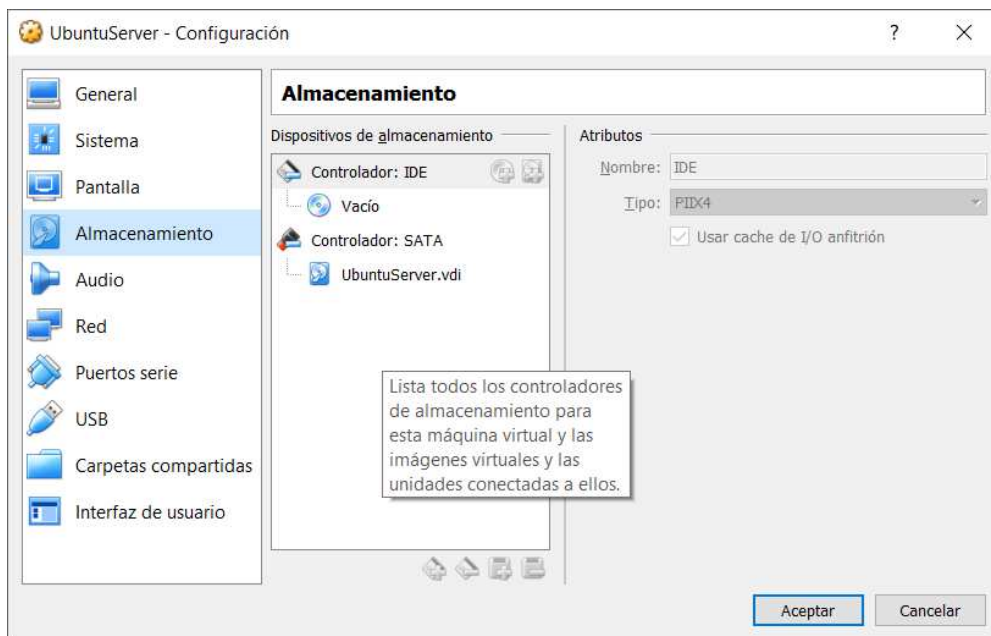 UbuntuServer - Configuración
?
General
Sistema
Pantalla
Almacenamiento
Audio
Red
Puertos serie
USB
Carpetas compartidas
Interfaz de usuario
Almacenamiento
Dispositivos de almacenamiento
Controlador: IDE
Vacío
Controlador: SATA
UbuntuServer.vdi
Lista todos los controladores
de almacenamiento para
esta máquina virtual y las
imágenes virtuales y las
unidades conectadas a ellos.
Atributos
Nombre: IDE
Tipo: PIIX4
Usar cache de I/O anfitrión
Aceptar
Cancelar